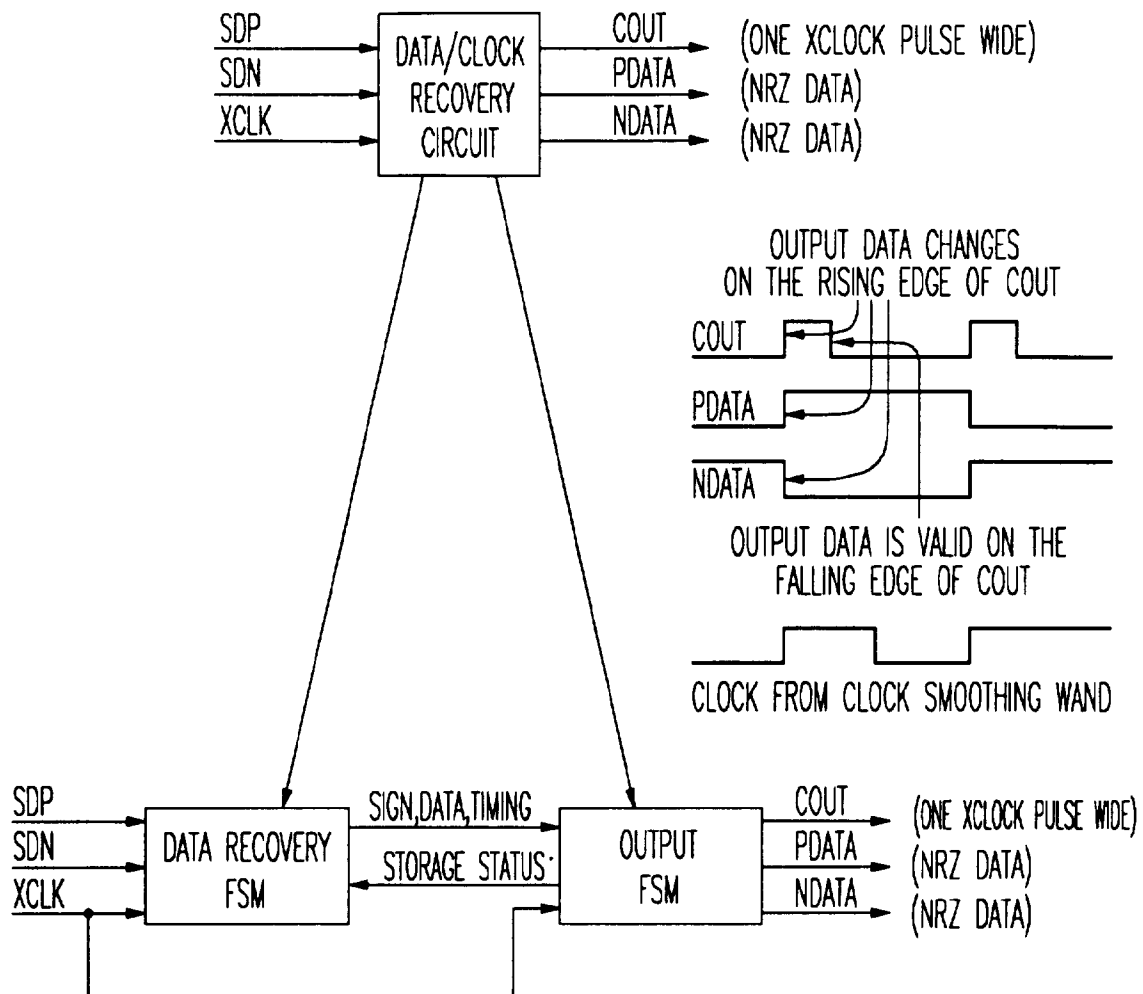 SDP
SDN
XCLK
DATA/CLOCK
RECOVERY
CIRCUIT
COUT
PDATA
NDATA
(ONE XCLOCK PULSE WIDE)
(NRZ DATA)
(NRZ DATA)
OUTPUT DATA CHANGES
ON THE RISING EDGE OF COUT
COUT
PDATA
NDATA
OUTPUT DATA IS VALID ON THE
FALLING EDGE OF COUT
CLOCK FROM CLOCK SMOOTHING WAND
SDP
SDN
XCLK
DATA RECOVERY
FSM
SIGN,DATA,TIMING
STORAGE STATUS
OUTPUT
FSM
COUT
PDATA
NDATA
(ONE XCLOCK PULSE WIDE)
(NRZ DATA)
(NRZ DATA)